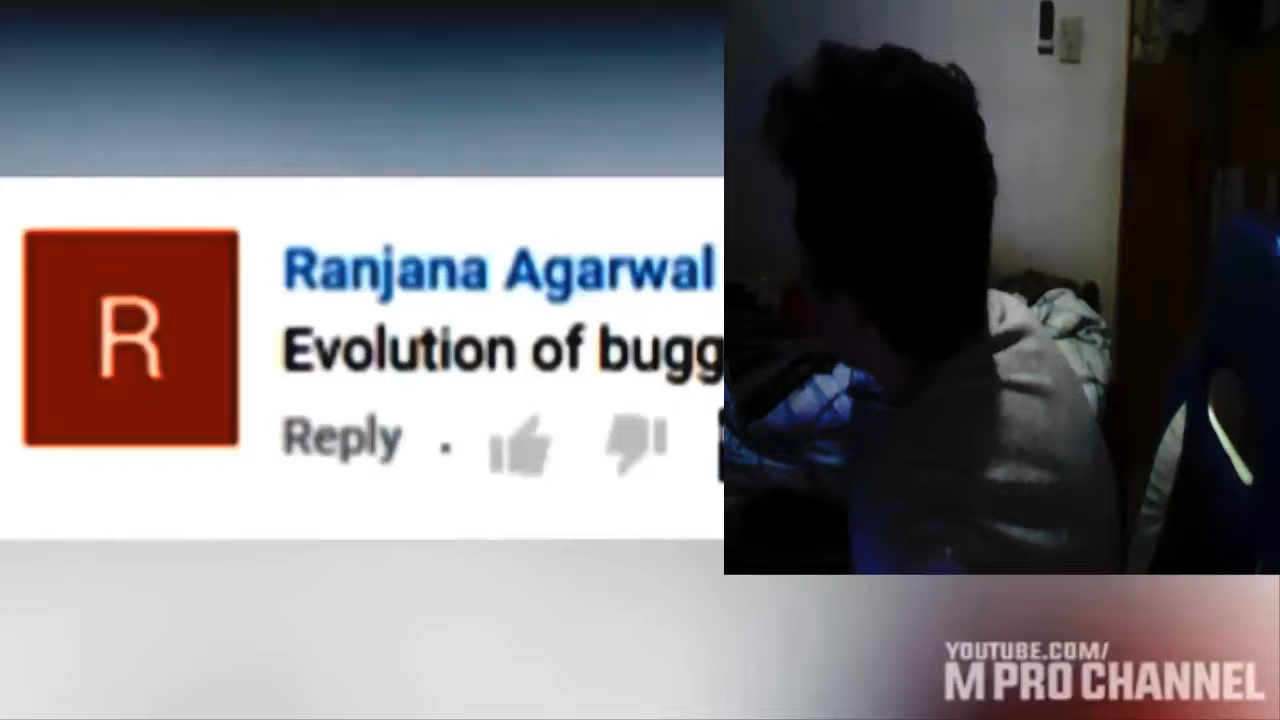 R
Ranjana Agarwal
Evolution of bugg
Reply .
YOUTUBE.COM/
M PRO CHANNEL